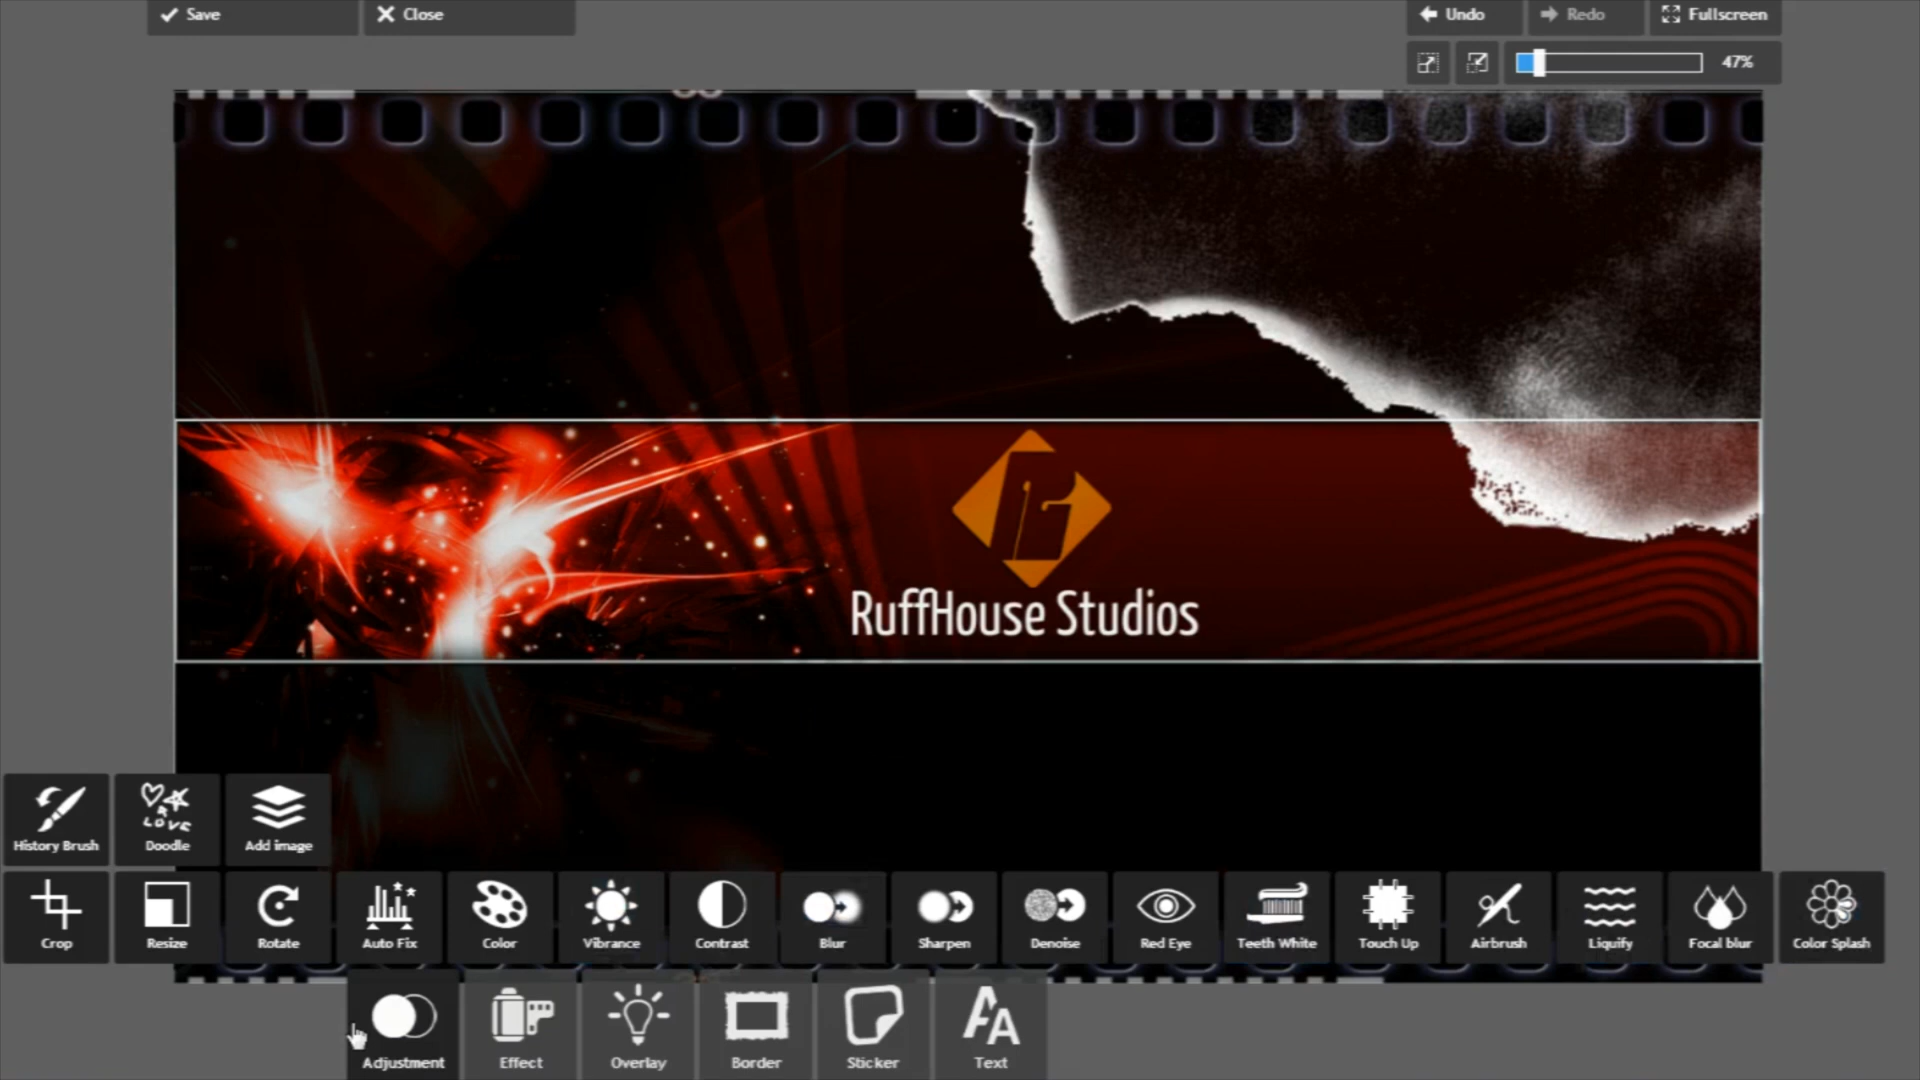 Save
Close
Undo
Redo
Fullscreen
47%
RuffHouse Studios
History Brush
Doodle
LOVE
Add image
Crop
Resize
Rotate
Auto Fix
Color
Vibrance
Contrast
Blur
Sharpen
Denoise
Red Eye
Teeth White
Touch Up
Airbrush
Liquify
Focal blur
Color Splash
Adjustment
Effect
Overlay
Border
Sticker
AA
Text